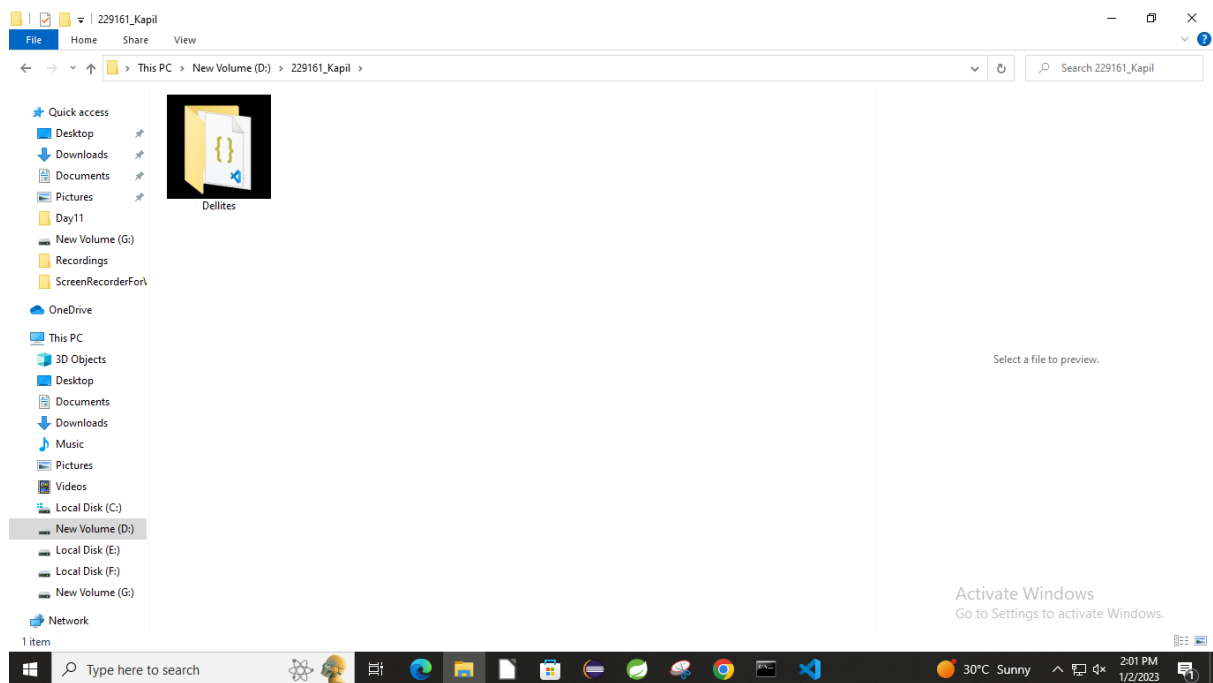 229161_Kapil
File Home Share View
This PC > New Volume (D:) > 229161_Kapil >
Search 229161_Kapil
Quick access
Desktop
Downloads
Documents
Pictures
Day11
New Volume (G:)
Recordings
ScreenRecorderForV
OneDrive
This PC
3D Objects
Desktop
Documents
Downloads
Music
Pictures
Videos
Local Disk (C:)
New Volume (D:)
Local Disk (E:)
Local Disk (F:)
New Volume (G:)
Network
1 item
{}
Dellites
Select a file to preview.
Activate Windows
Go to Settings to activate Windows.
Type here to search
30°C Sunny
2:01 PM
1/2/2023
1